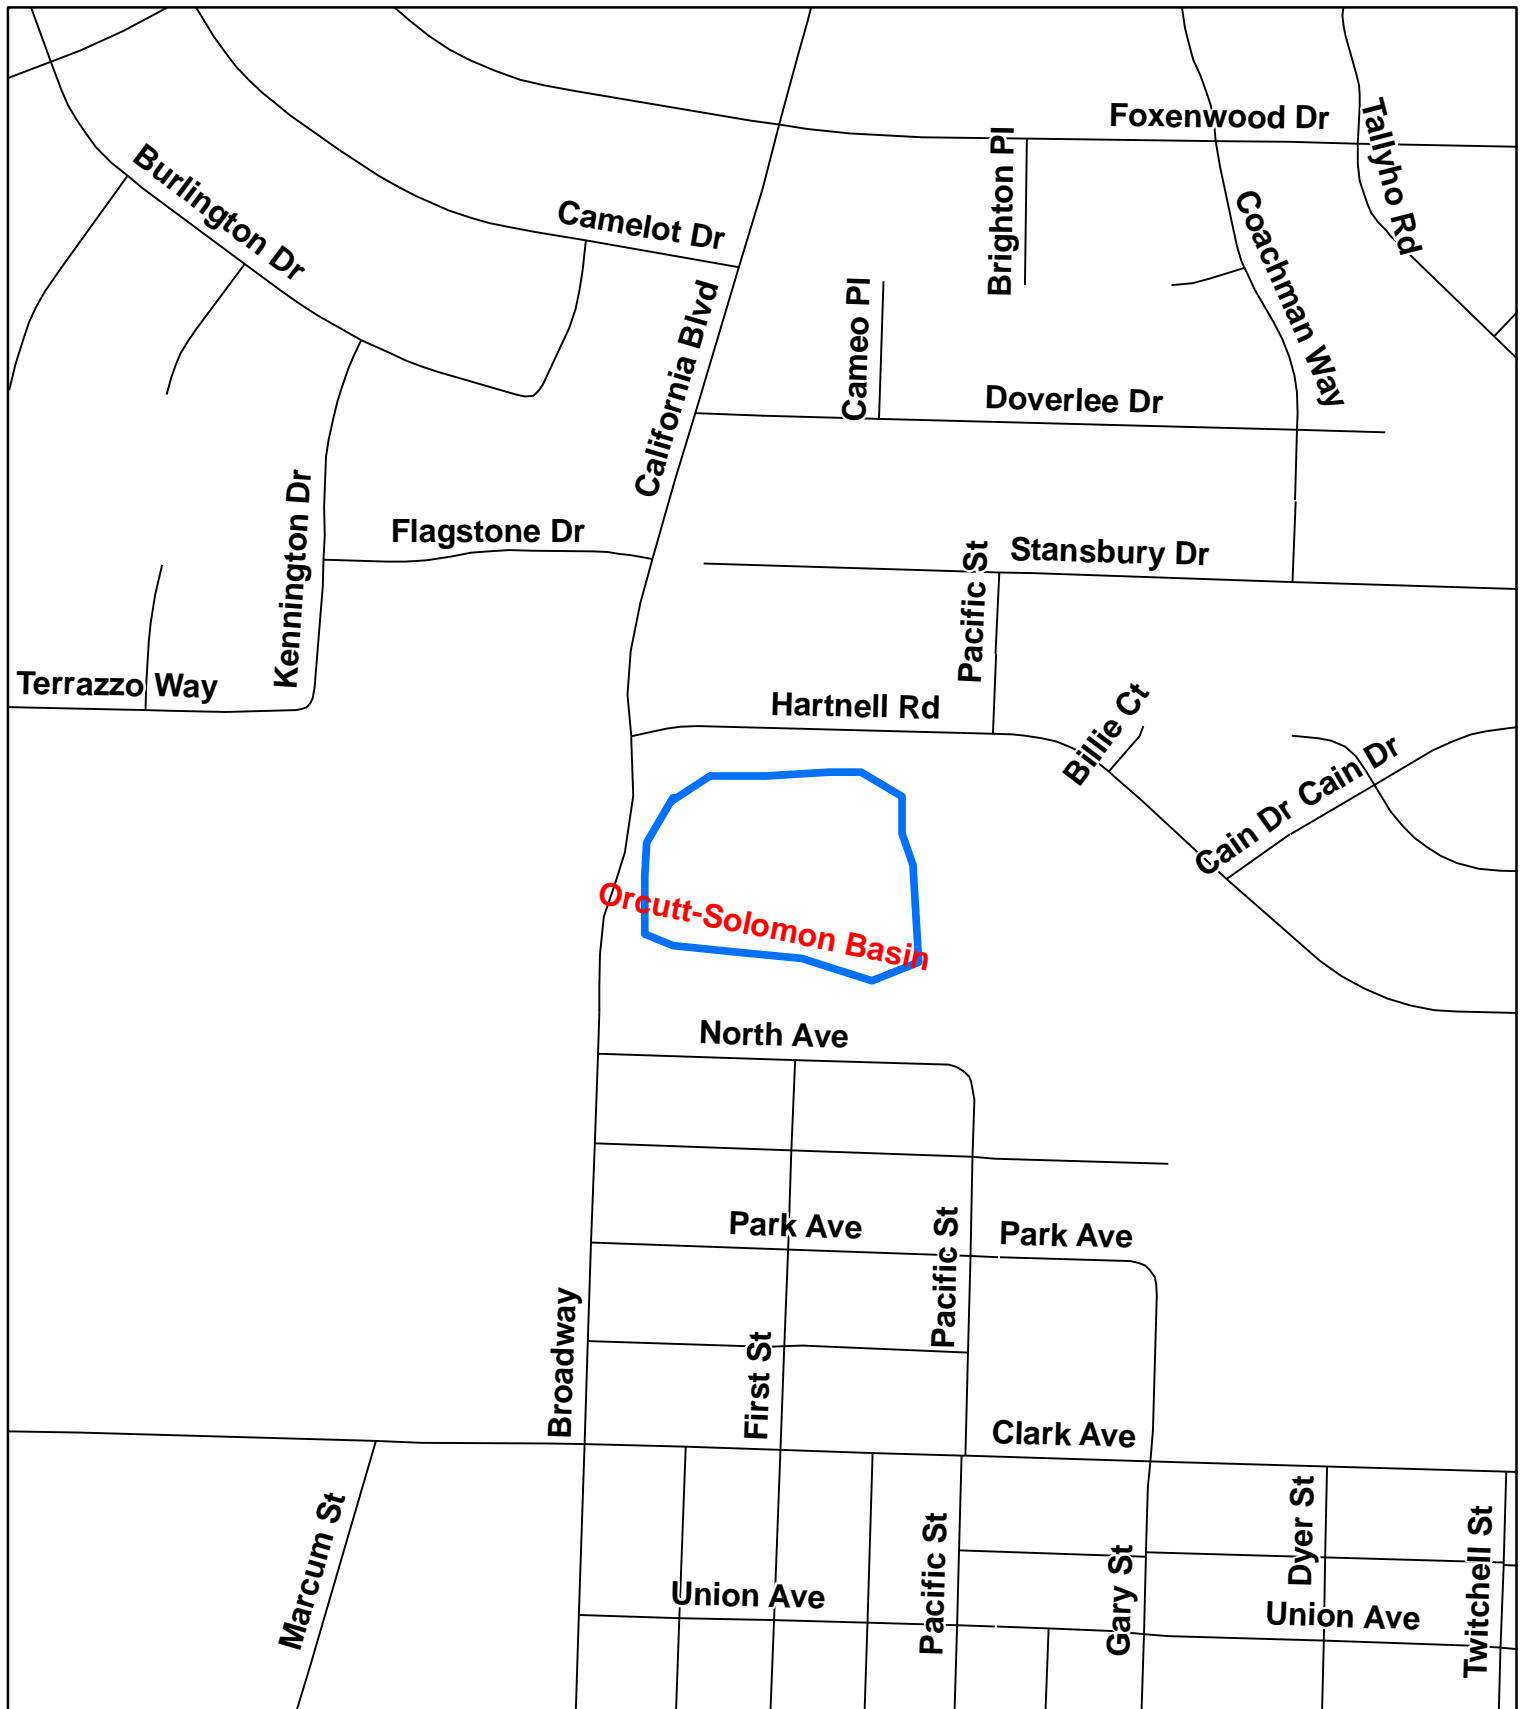 Foxenwood Dr
Tallyho Rd
Brighton Pl
Burlington Dr
Camelot Dr
Coachman Way
California Blvd
Cameo Pl
Doverlee Dr
Kennington Dr
Flagstone Dr
Stansbury Dr
Pacific St
Terrazzo Way
Hartnell Rd
Billie Ct
Cain Dr
Cain Dr
Orcutt-Solomon Basin
North Ave
Park Ave
Pacific St
Park Ave
Broadway
First St
Clark Ave
Marcum St
Pacific St
Dyer St
Twitchell St
Gary St
Union Ave
Union Ave